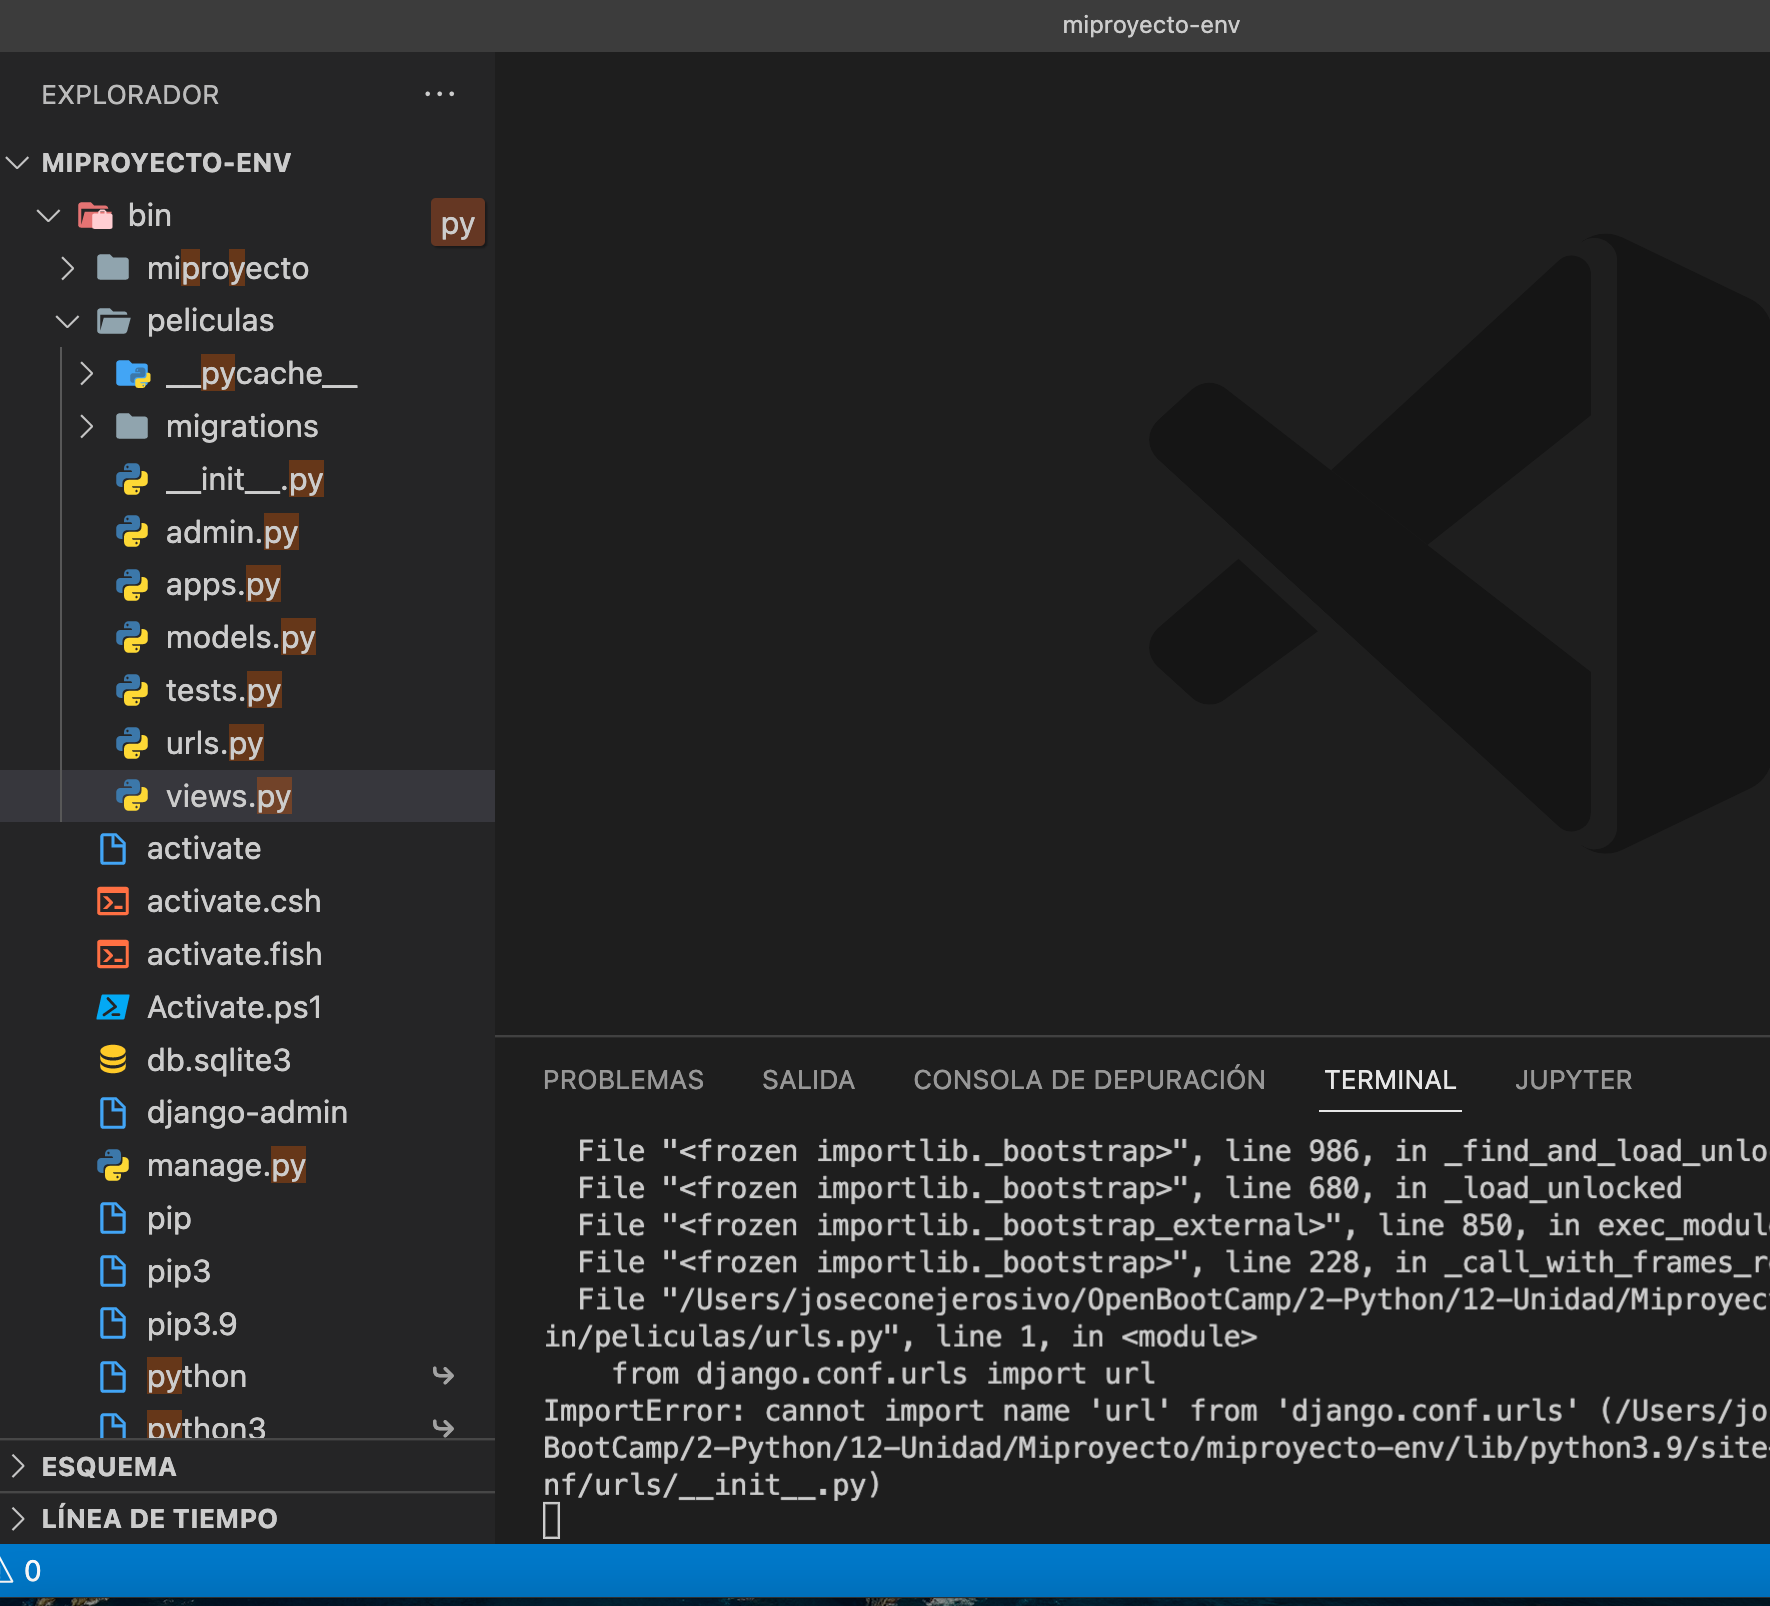 miproyecto-env
EXPLORADOR
MIPROYECTO-ENV
bin
py
miproyecto
peliculas
__pycache__
migrations
__init__.py
admin.py
apps.py
models.py
tests.py
urls.py
views.py
activate
activate.csh
activate.fish
Activate.ps1
db.sqlite3
django-admin
manage.py
pip
pip3
pip3.9
python
python3
ESQUEMA
LÍNEA DE TIEMPO
0
PROBLEMAS SALIDA CONSOLA DE DEPURACIÓN TERMINAL JUPYTER
File "<frozen importlib._bootstrap>", line 986, in _find_and_load_unlo
File "<frozen importlib._bootstrap>", line 680, in _load_unlocked
File "<frozen importlib._bootstrap_external>", line 850, in exec_modul
File "<frozen importlib._bootstrap>", line 228, in _call_with_frames_r
File "/Users/joseconejerosivo/OpenBootCamp/2-Python/12-Unidad/Miproyec
in/peliculas/urls.py", line 1, in <module>
from django.conf.urls import url
ImportError: cannot import name 'url' from 'django.conf.urls' (/Users/jo
BootCamp/2-Python/12-Unidad/Miproyecto/miproyecto-env/lib/python3.9/site
nf/urls/__init__.py)